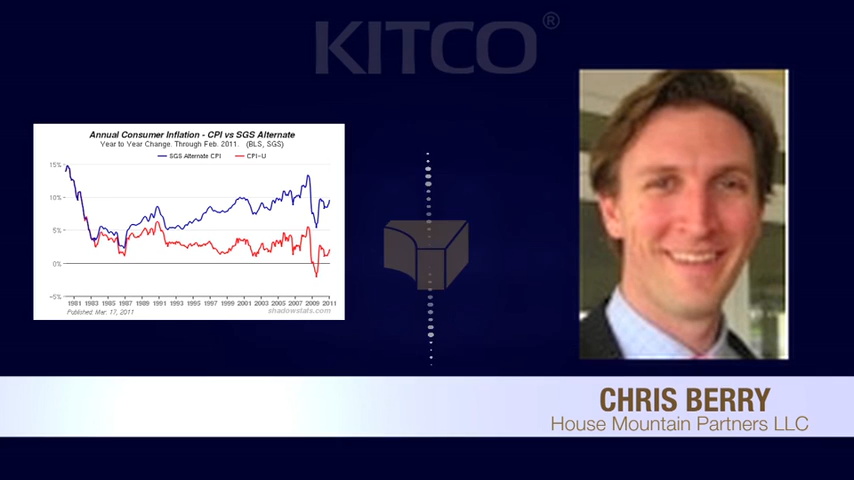 KITCO®
Annual Consumer Inflation - CPI vs SGS Alternate
Year to Year Change. Through Feb. 2011. (BLS, SGS)
SGS Alternate CPI CPI-U
15%
10%
5%
0%
-5%
1981 1983 1985 1987 1989 1991 1993 1995 1997 1999 2001 2003 2005 2007 2009 2011
Published: Mar. 17, 2011 shadowstats.com
CHRIS BERRY
House Mountain Partners LLC